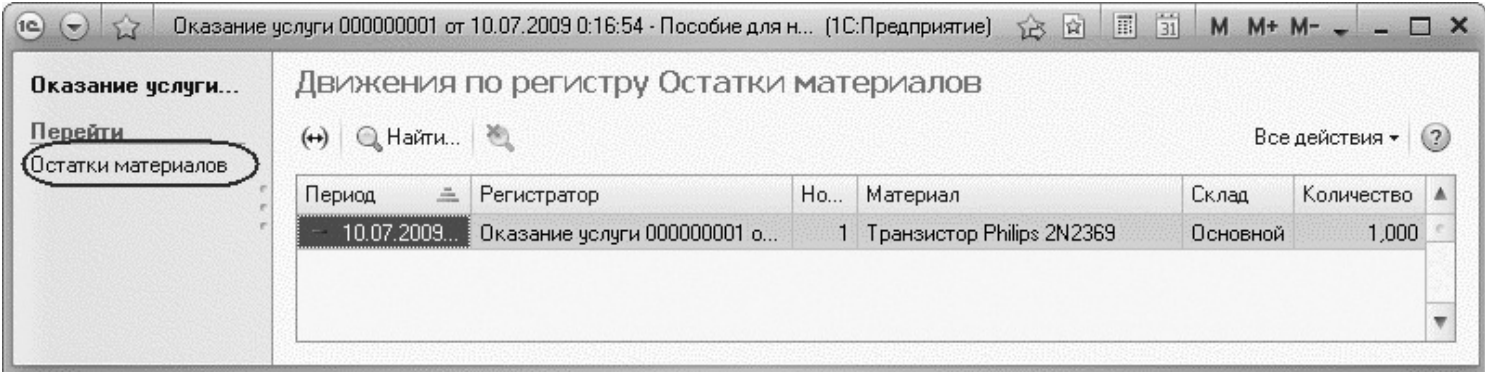 1С Оказание услуги 000000001 от 10.07.2009 0:16:54 - Пособие для н... (1С:Предприятие) 31 M M+ M-
Оказание услуги...
Перейти
Остатки материалов
Движения по регистру Остатки материалов
Найти... Все действия ?
Период Регистратор Но... Материал Склад Количество
10.07.2009... Оказание услуги 000000001 о... 1 Транзистор Philips 2N2369 Основной 1,000